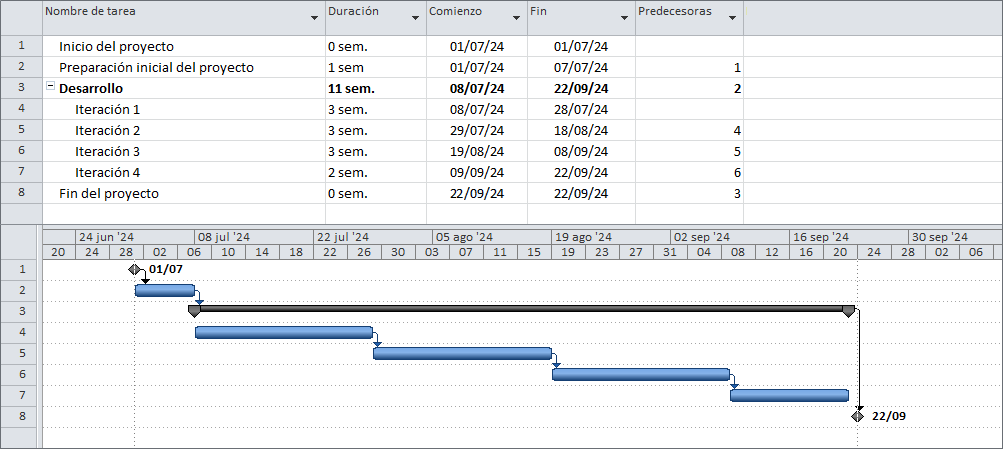 Nombre de tarea Duración Comienzo Fin Predecesoras
1 Inicio del proyecto 0 sem. 01/07/24 01/07/24
2 Preparación inicial del proyecto 1 sem 01/07/24 07/07/24 1
3 Desarrollo 11 sem. 08/07/24 22/09/24 2
4 Iteración 1 3 sem. 08/07/24 28/07/24
5 Iteración 2 3 sem. 29/07/24 18/08/24 4
6 Iteración 3 3 sem. 19/08/24 08/09/24 5
7 Iteración 4 2 sem. 09/09/24 22/09/24 6
8 Fin del proyecto 0 sem. 22/09/24 22/09/24 3
24 jun '24 08 jul '24 22 jul '24 05 ago '24 19 ago '24 02 sep '24 16 sep '24 30 sep '24
20 24 28 02 06 10 14 18 22 26 30 03 07 11 15 19 23 27 31 04 08 12 16 20 24 28 02 06
1 01/07
2
3
4
5
6
7
8 22/09